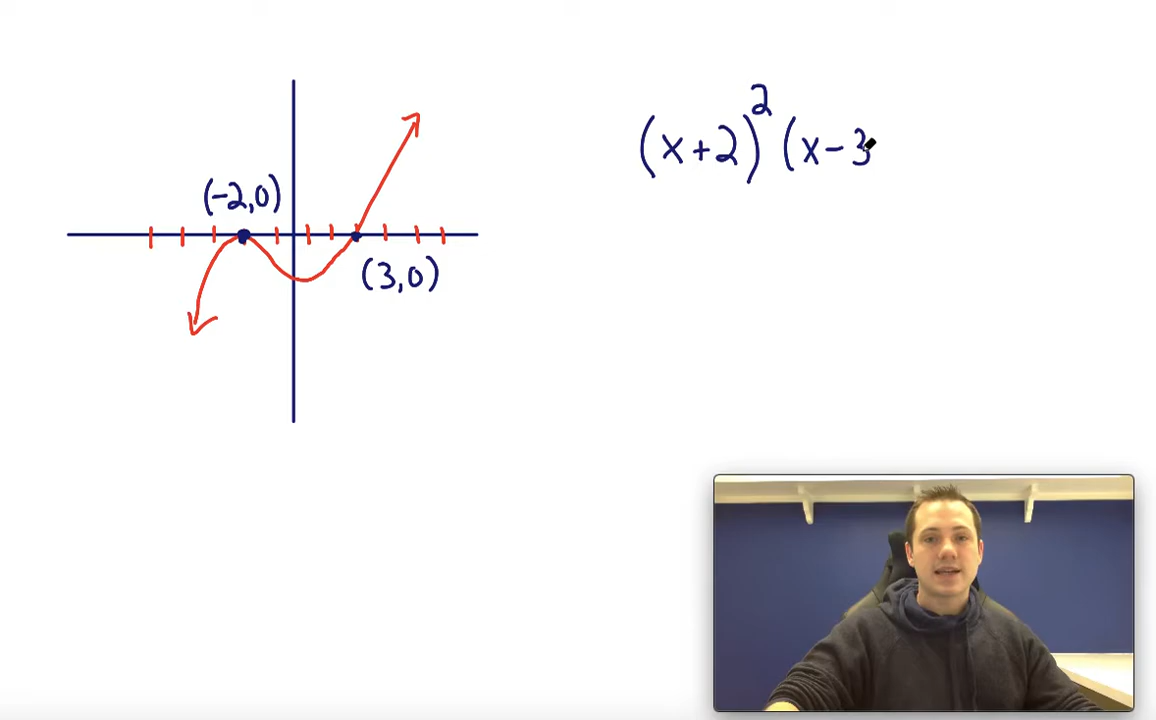 (x+2)² (x-3
(-2,0)
(3,0)